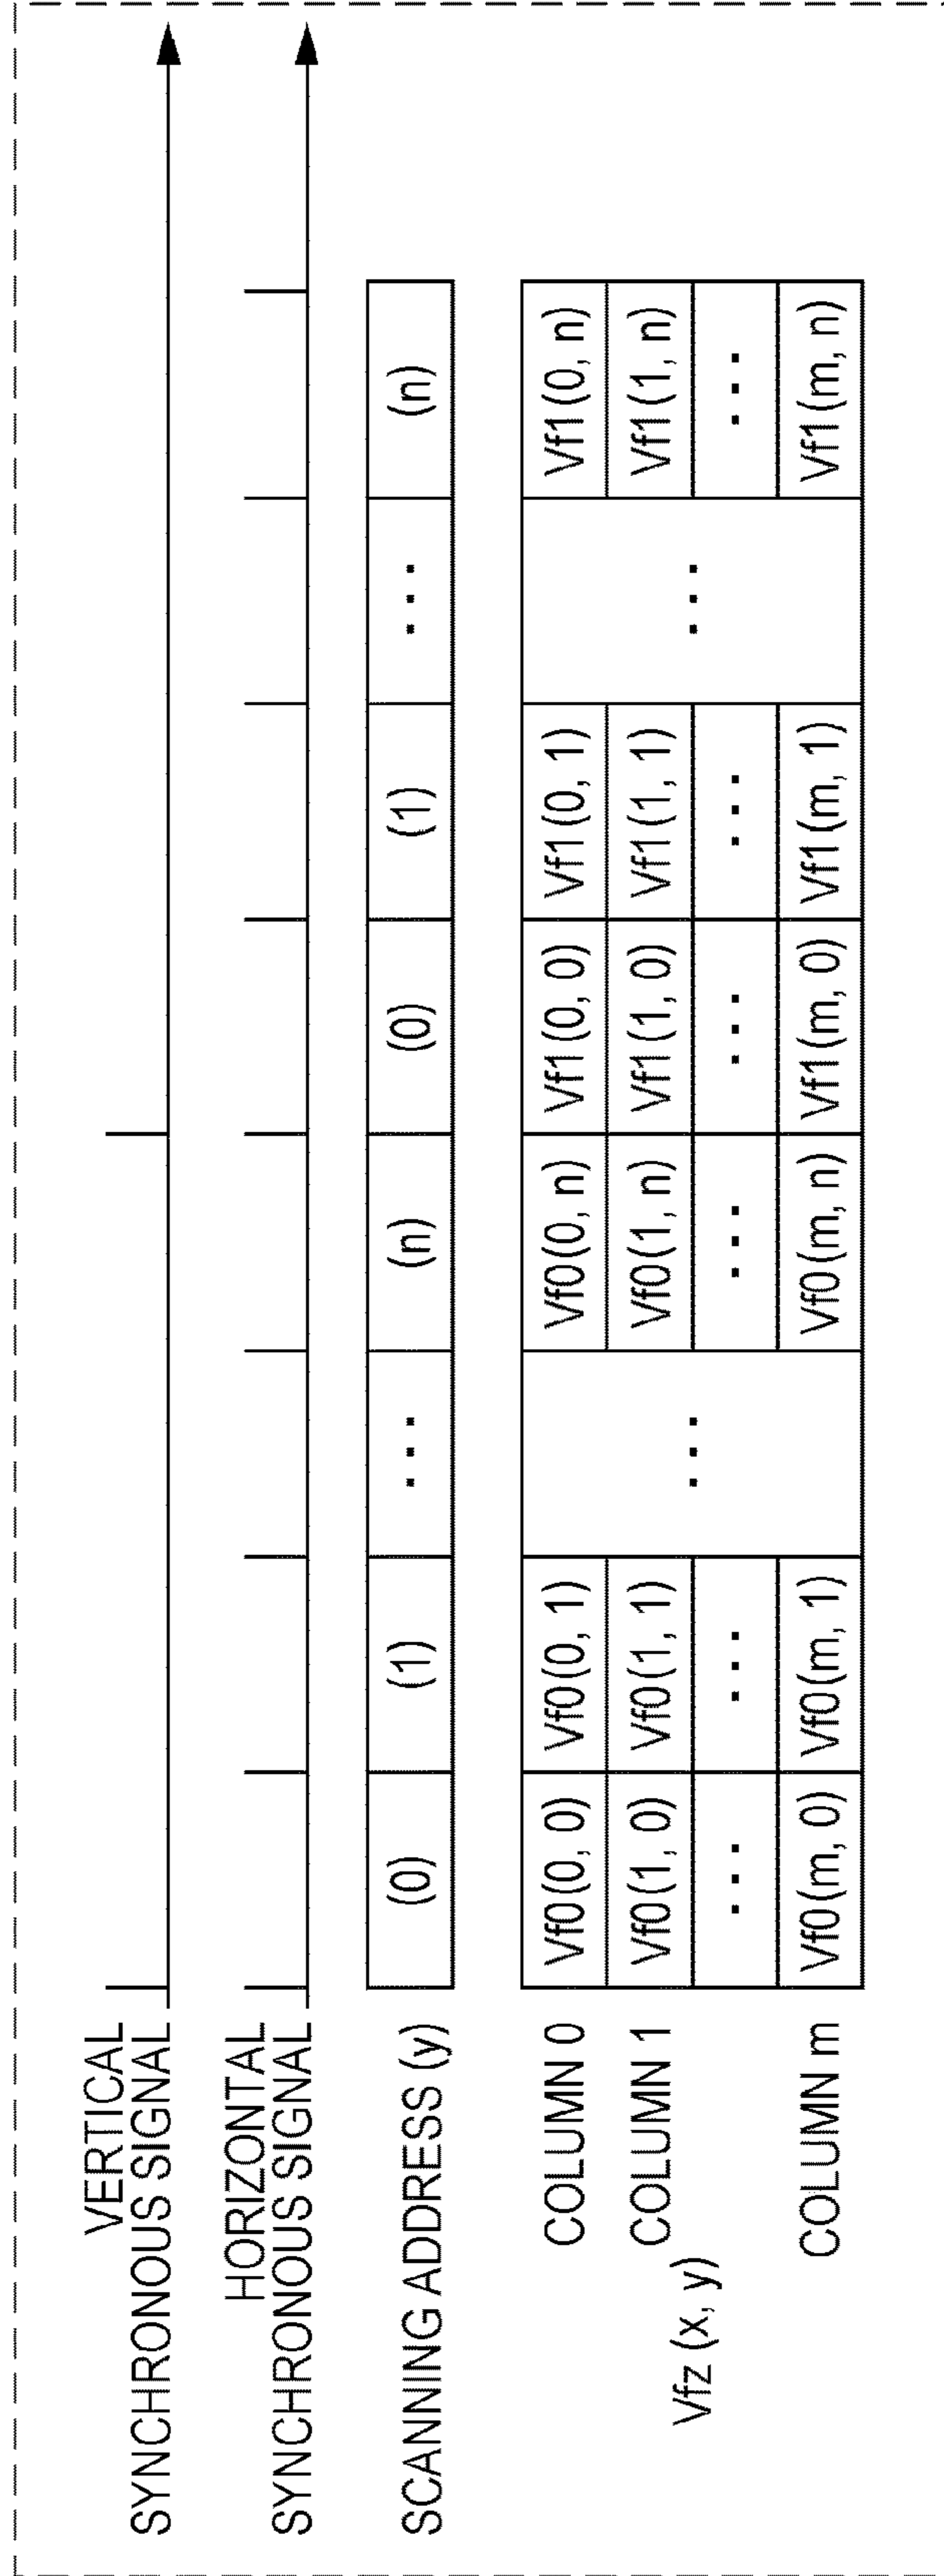 VERTICAL
SYNCHRONOUS SIGNAL
HORIZONTAL
SYNCHRONOUS SIGNAL
SCANNING ADDRESS (y) (0) (1) ... (n) (0) (1) ... (n)
COLUMN 0 Vf0(0, 0) Vf0(0, 1) Vf0(0, n) Vf1(0, 0) Vf1(0, 1) Vf1(0, n)
COLUMN 1 Vf0(1, 0) Vf0(1, 1) Vf0(1, n) Vf1(1, 0) Vf1(1, 1) Vf1(1, n)
Vfz (x, y) ... ... ... ... ... ... ... ...
COLUMN m Vf0(m, 0) Vf0(m, 1) Vf0(m, n) Vf1(m, 0) Vf1(m, 1) Vf1(m, n)